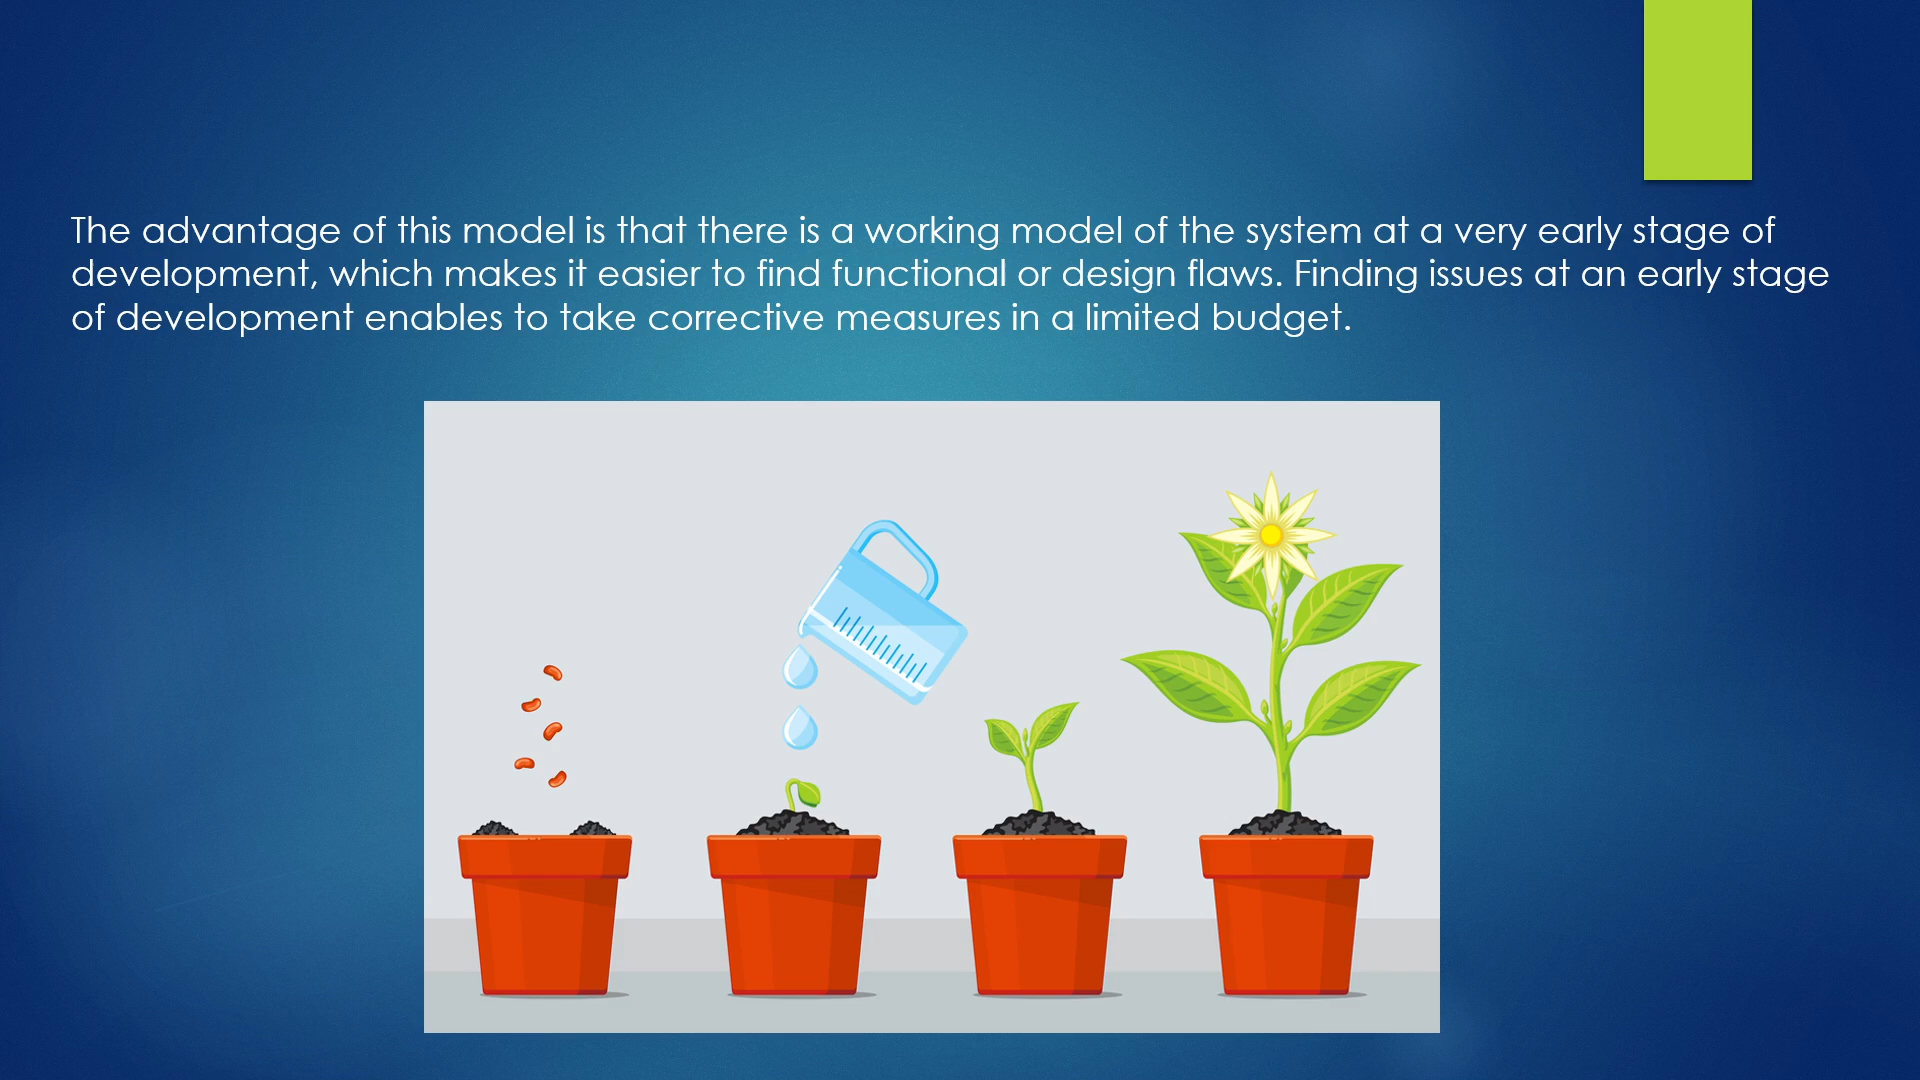 The advantage of this model is that there is a working model of the system at a very early stage of
development, which makes it easier to find functional or design flaws. Finding issues at an early stage
of development enables to take corrective measures in a limited budget.